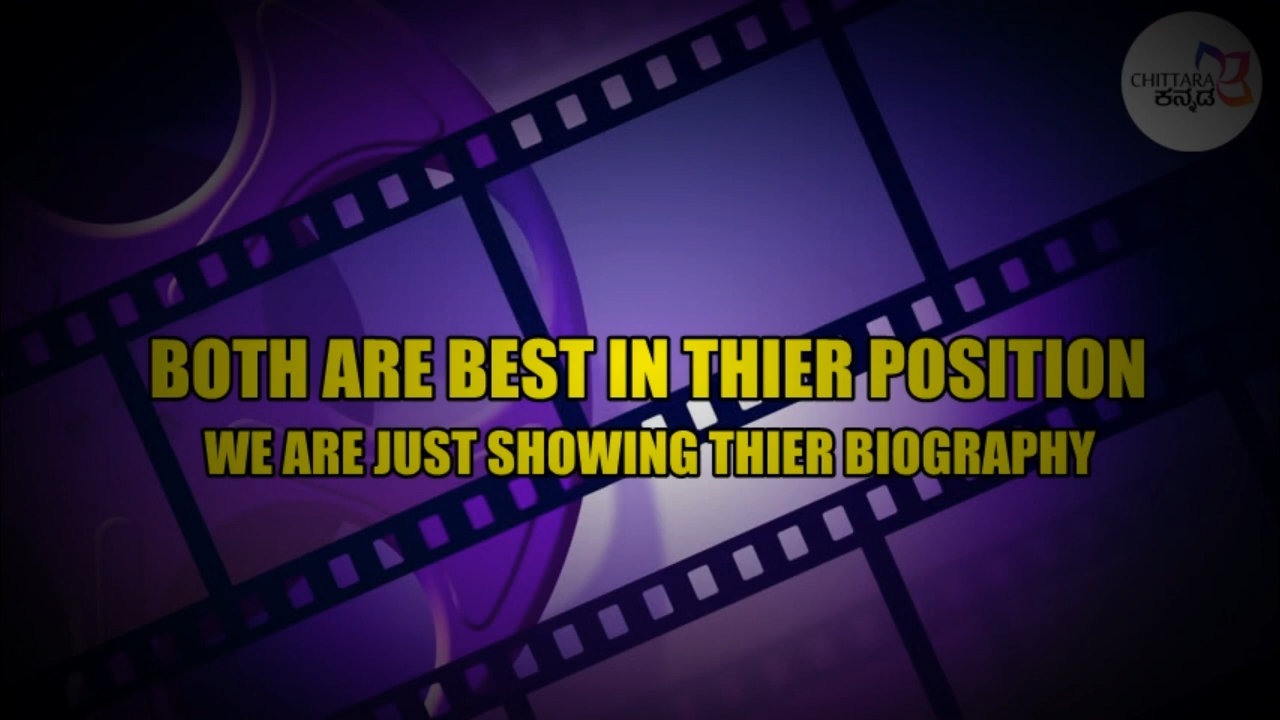 CHITTARA
ಕನ್ನಡ
BOTH ARE BEST IN THIER POSITION
WE ARE JUST SHOWING THIER BIOGRAPHY